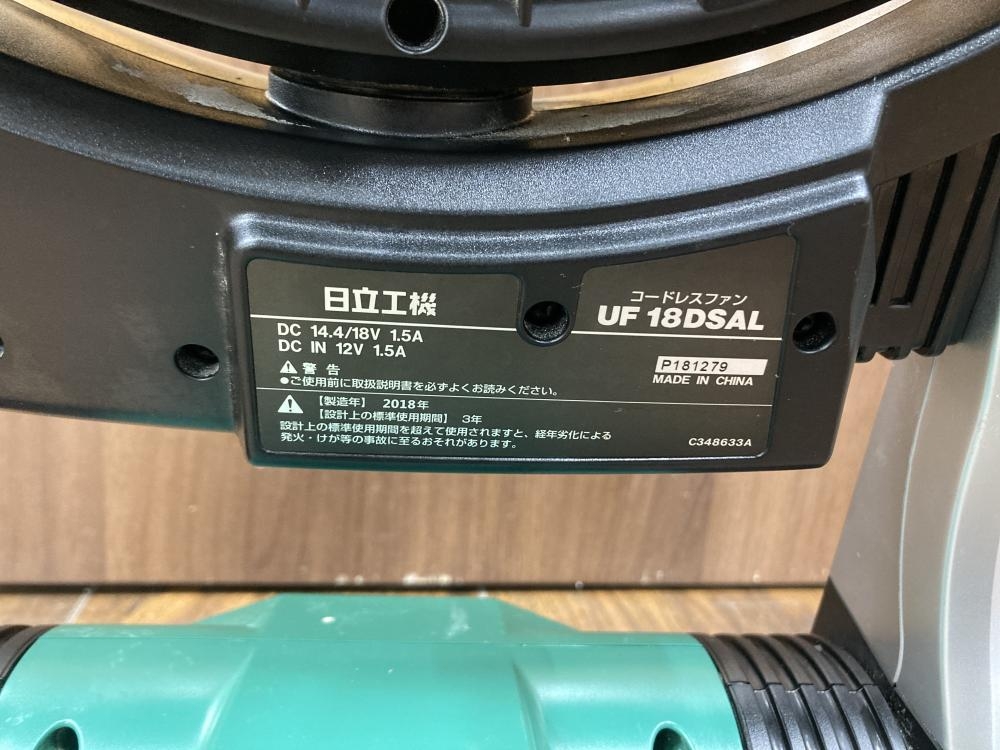 日立工機
コードレスファン
UF 18DSAL
DC 14.4/18V 1.5A
DC IN 12V 1.5A
P181279
MADE IN CHINA
警告
●ご使用前に取扱説明書を必ずよくお読みください。
【製造年】 2018年
【設計上の標準使用期間】 3年
設計上の標準使用期間を超えて使用されますと、経年劣化による
発火・けが等の事故に至るおそれがあります。
C348633A